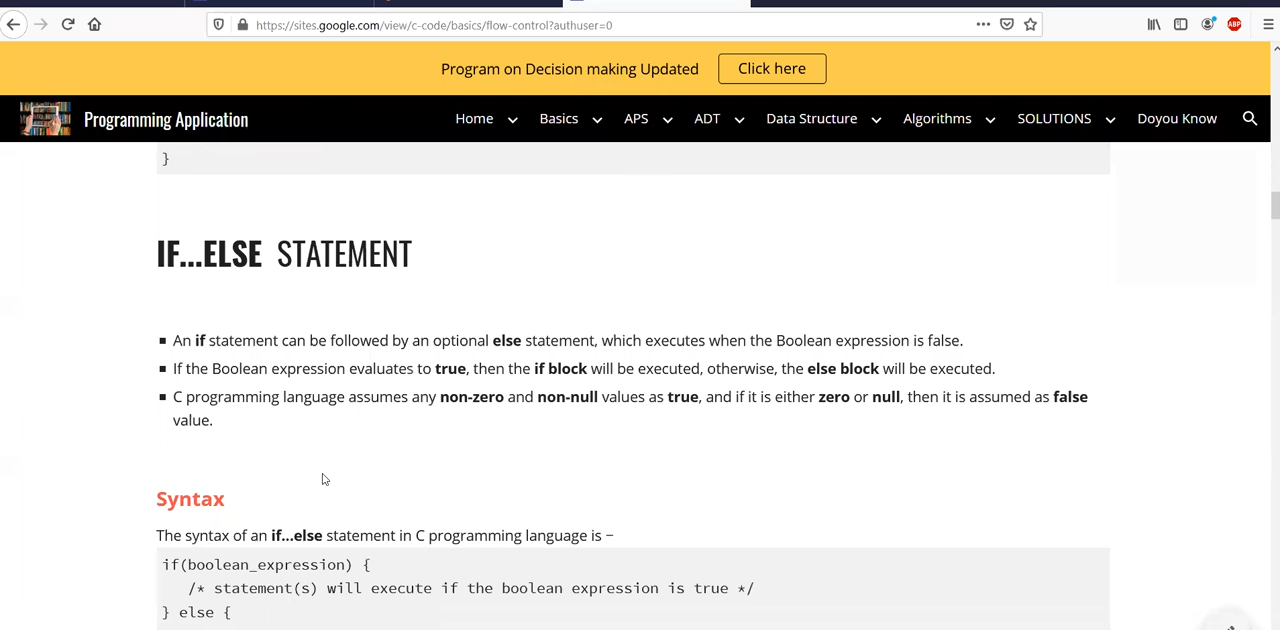 https://sites.google.com/view/c-code/basics/flow-control?authuser=0
ABP
Program on Decision making Updated Click here
Programming Application Home Basics APS ADT Data Structure Algorithms SOLUTIONS Doyou Know
}
IF...ELSE STATEMENT
▪ An if statement can be followed by an optional else statement, which executes when the Boolean expression is false.
▪ If the Boolean expression evaluates to true, then the if block will be executed, otherwise, the else block will be executed.
▪ C programming language assumes any non-zero and non-null values as true, and if it is either zero or null, then it is assumed as false
value.
Syntax
The syntax of an if...else statement in C programming language is −
if(boolean_expression) {
/* statement(s) will execute if the boolean expression is true */
} else {